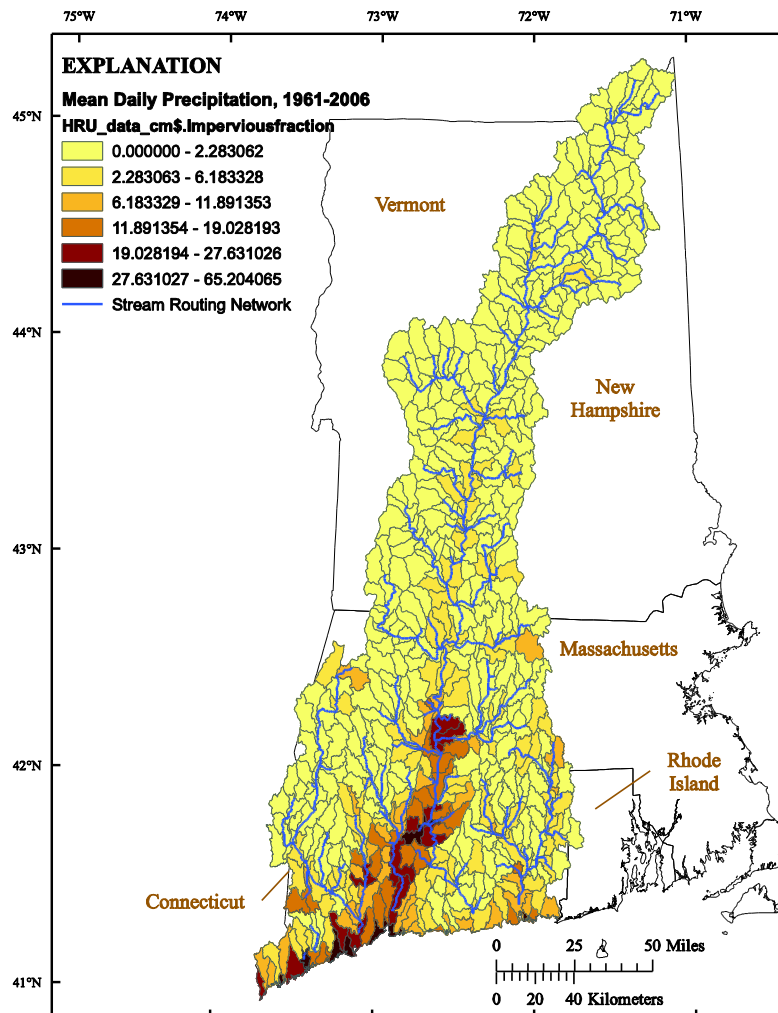 75°W 74°W 73°W 72°W 71°W
EXPLANATION
Mean Daily Precipitation, 1961-2006
HRU_data_cm$.Imperviousfraction
0.000000 - 2.283062
2.283063 - 6.183328
6.183329 - 11.891353
11.891354 - 19.028193
19.028194 - 27.631026
27.631027 - 65.204065
Stream Routing Network
45°N
Vermont
44°N
New
Hampshire
43°N
Massachusetts
42°N
Rhode
Island
Connecticut
41°N
0 25 50 Miles
0 20 40 Kilometers